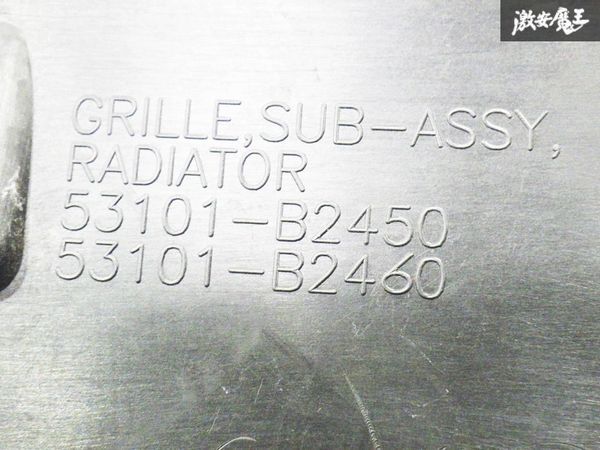 激安魔王
GRILLE,SUB-ASSY,
RADIATOR
53101-B2450
53101-B2460